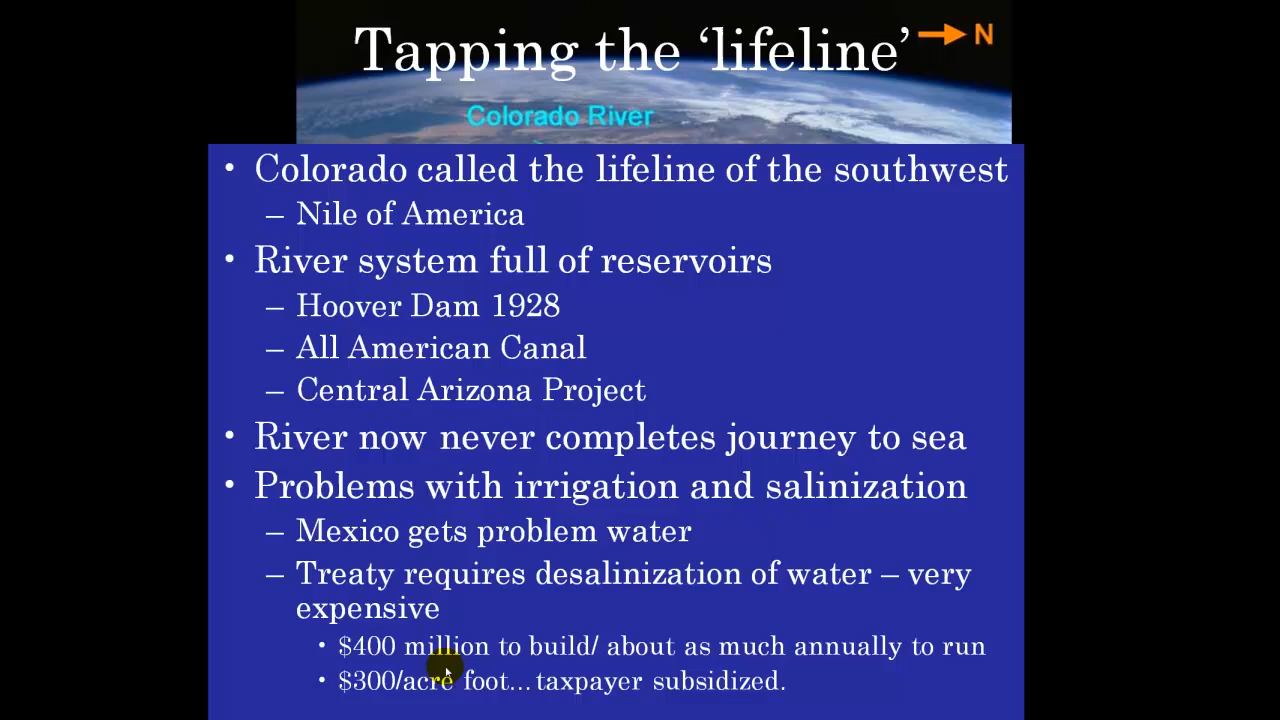 Tapping the ‘lifeline’
N
Colorado River
• Colorado called the lifeline of the southwest
– Nile of America
• River system full of reservoirs
– Hoover Dam 1928
– All American Canal
– Central Arizona Project
• River now never completes journey to sea
• Problems with irrigation and salinization
– Mexico gets problem water
– Treaty requires desalinization of water – very
expensive
• $400 million to build/ about as much annually to run
• $300/acre foot...taxpayer subsidized.